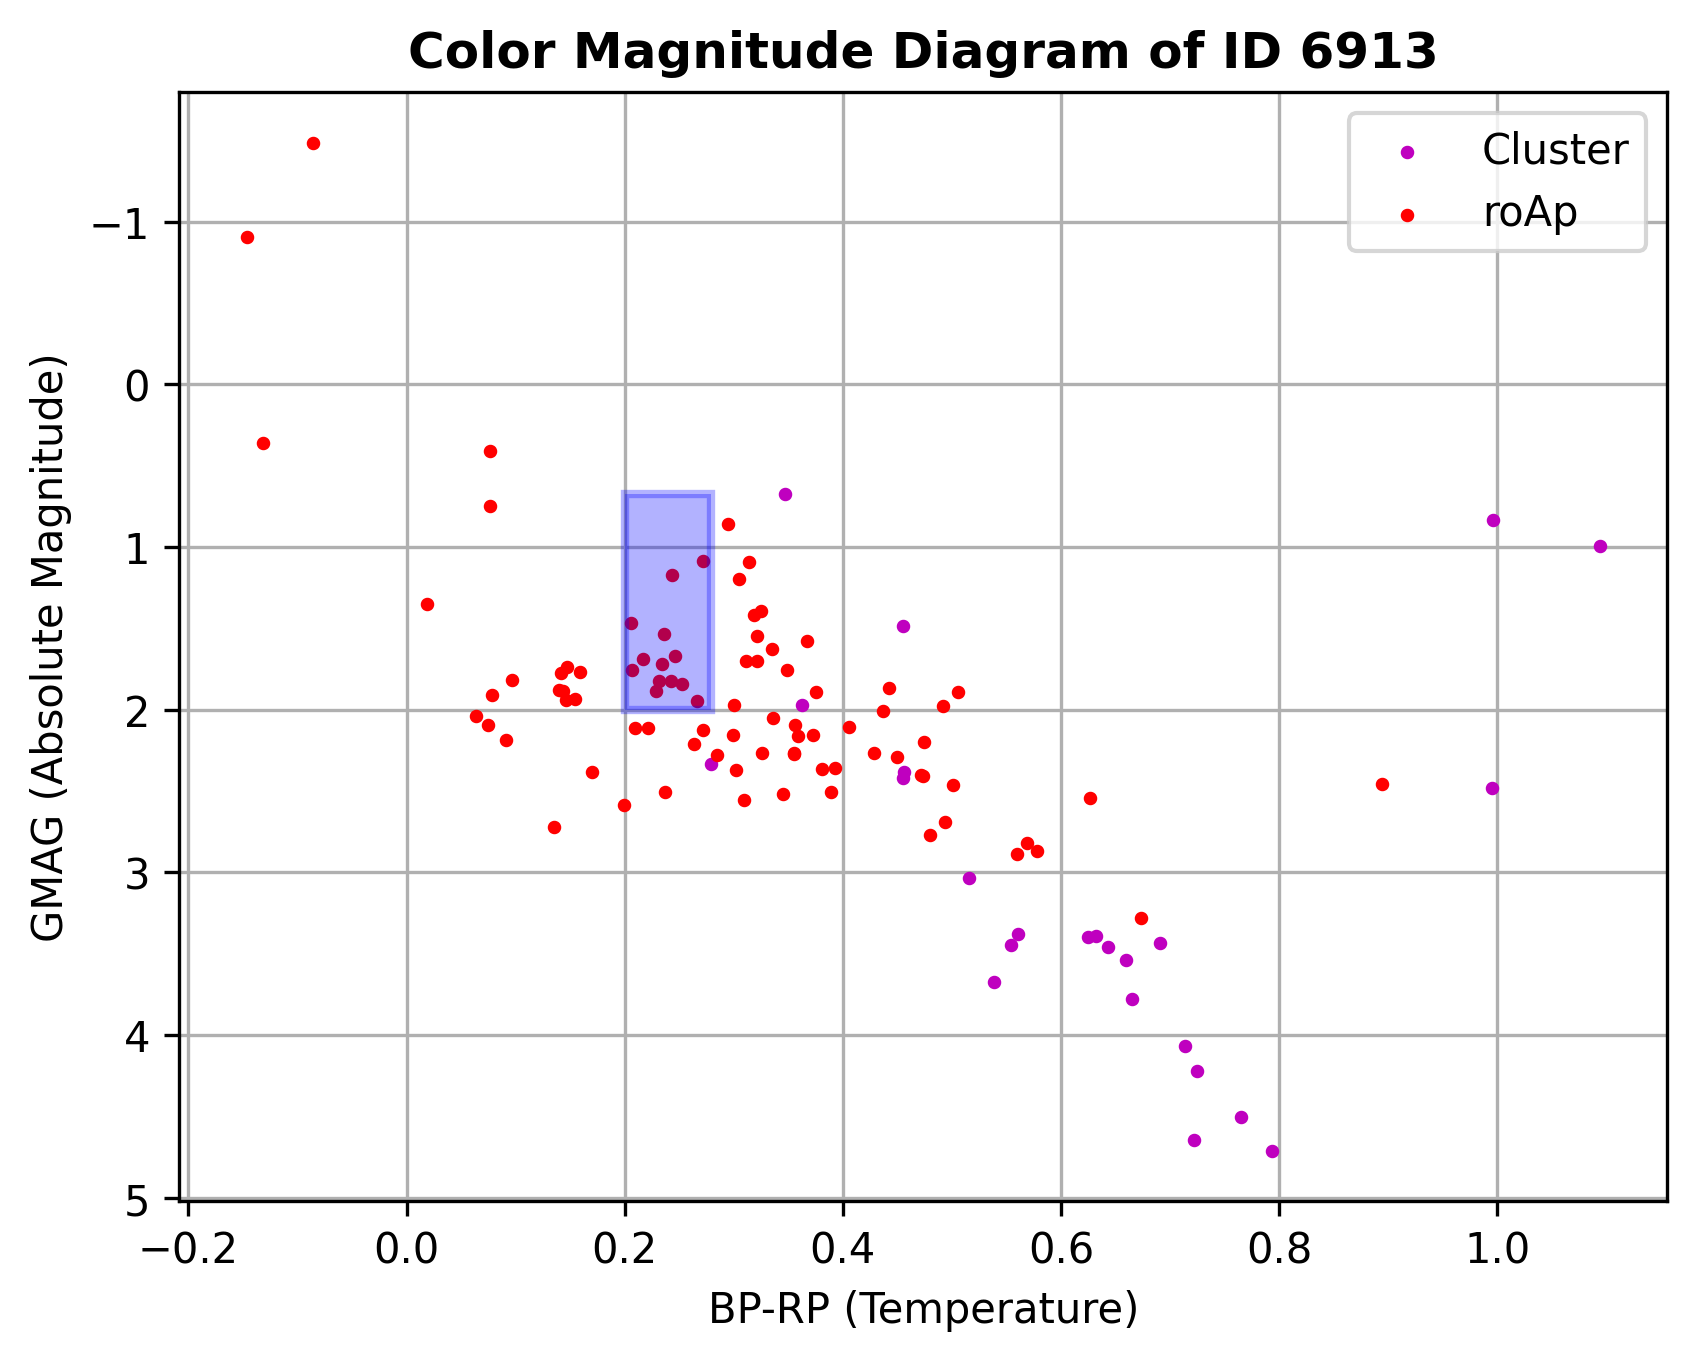 Color Magnitude Diagram of ID 6913
Cluster
roAp
GMAG (Absolute Magnitude)
−1
0
1
2
3
4
5
−0.2 0.0 0.2 0.4 0.6 0.8 1.0
BP-RP (Temperature)